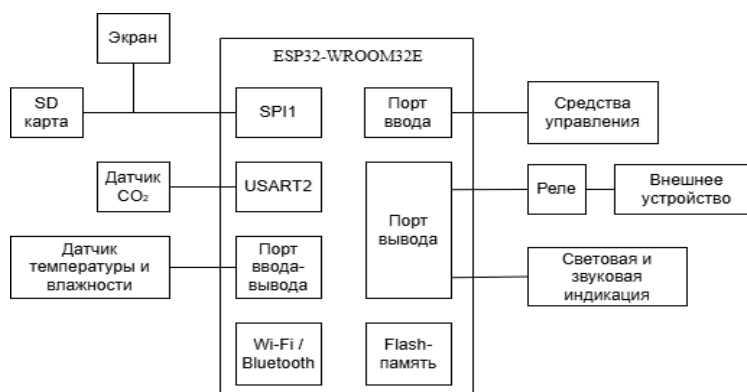 Экран
ESP32-WROOM32E
SD
карта
SPI1
Порт
ввода
Средства
управления
Датчик
CO₂
USART2
Порт
вывода
Реле
Внешнее
устройство
Датчик
температуры и
влажности
Порт
ввода-
вывода
Световая и
звуковая
индикация
Wi-Fi /
Bluetooth
Flash-
память